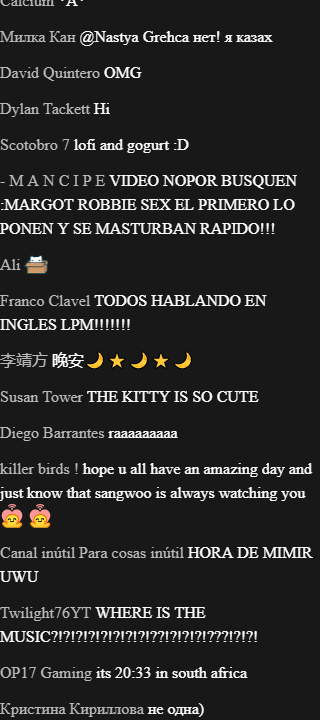 Calcium *A*
Милка Кан @Nastya Grehca нет! я казах
David Quintero OMG
Dylan Tackett Hi
Scotobro 7 lofi and gogurt :D
- M A N C I P E VIDEO NOPOR BUSQUEN
:MARGOT ROBBIE SEX EL PRIMERO LO
PONEN Y SE MASTURBAN RAPIDO!!!
Ali
Franco Clavel TODOS HABLANDO EN
INGLES LPM!!!!!!!
李靖方 晚安🌙⭐🌙⭐🌙
Susan Tower THE KITTY IS SO CUTE
Diego Barrantes raaaaaaaaa
killer birds ! hope u all have an amazing day and
just know that sangwoo is always watching you
Canal inútil Para cosas inútil HORA DE MIMIR
UWU
Twilight76YT WHERE IS THE
MUSIC?!?!?!?!?!?!?!?!??!?!?!?!???!?!?!
OP17 Gaming its 20:33 in south africa
Кристина Кириллова не одна)